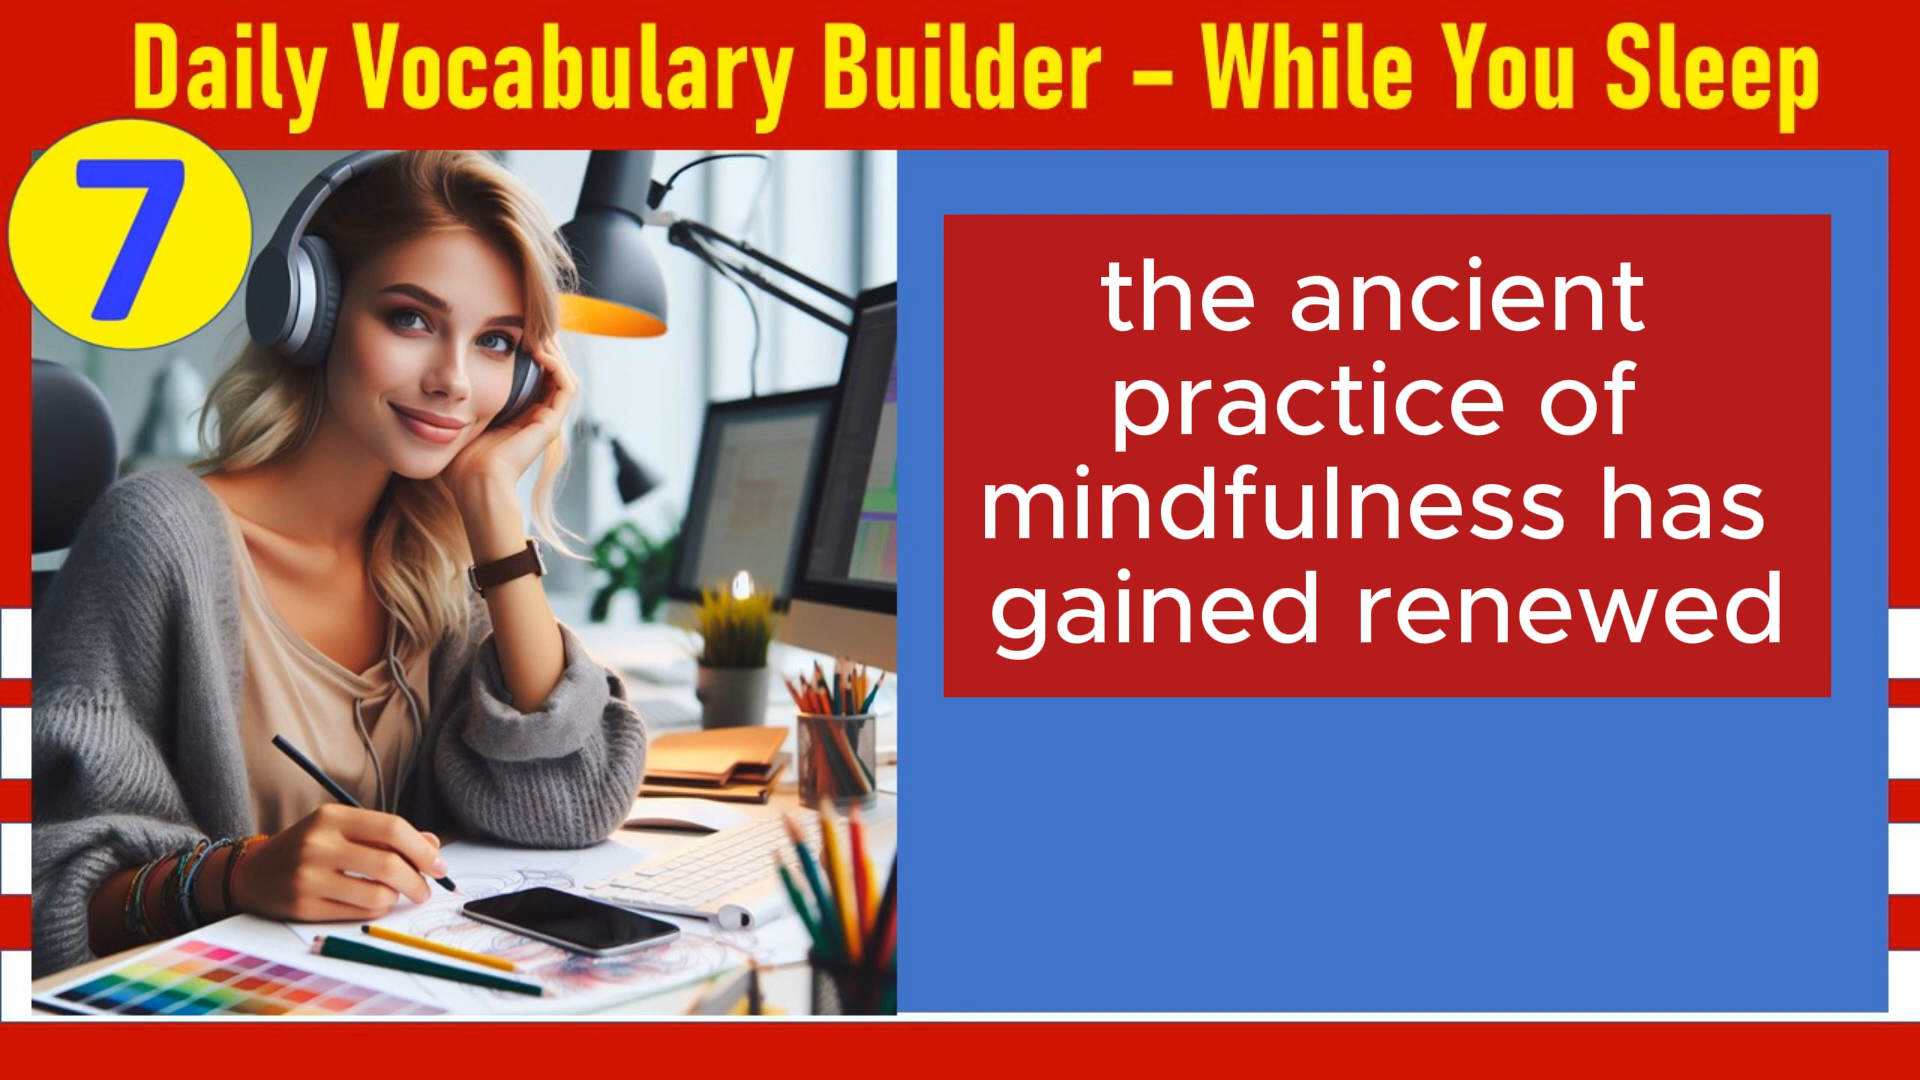 Daily Vocabulary Builder – While You Sleep
7
the ancient
practice of
mindfulness has
gained renewed